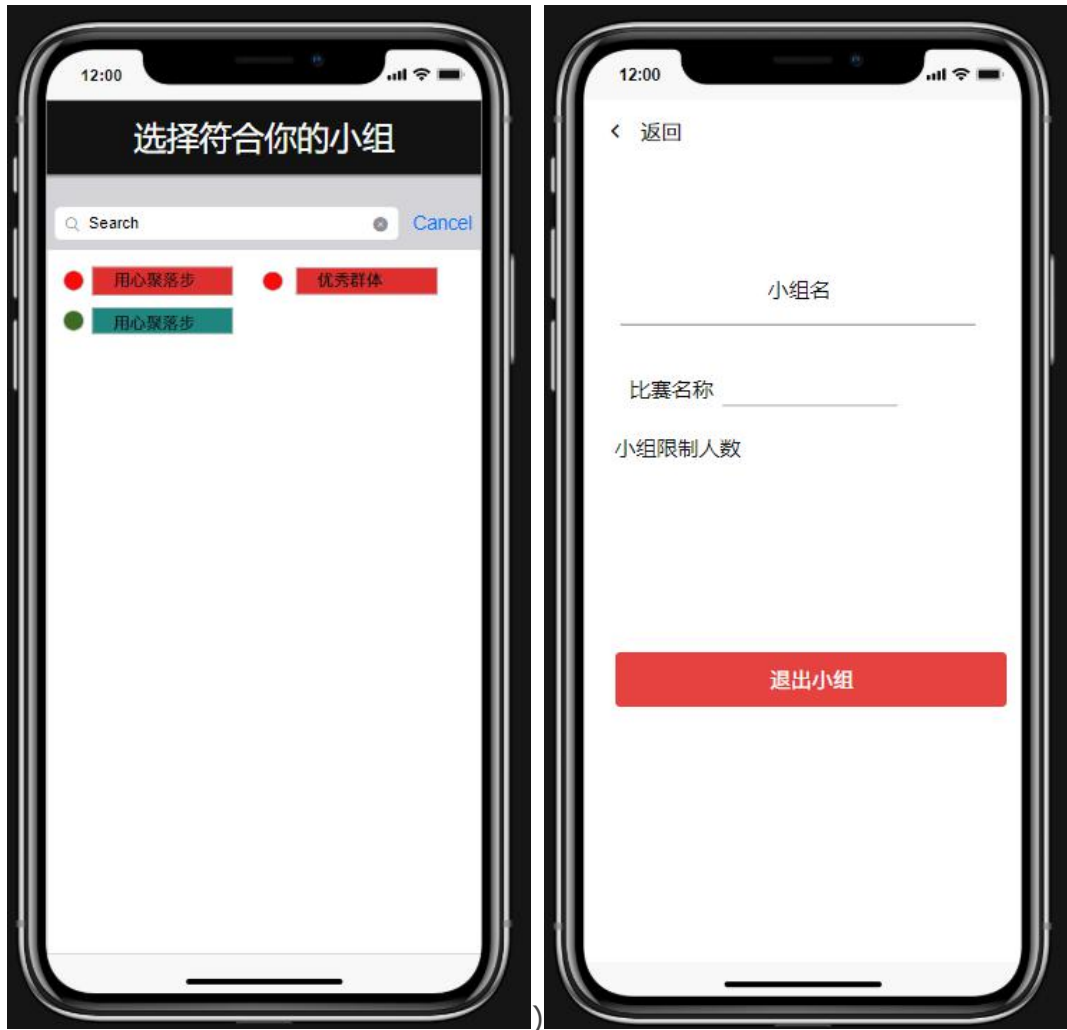 12:00
选择符合你的小组
Search
Cancel
用心聚落步
优秀群体
用心聚落步
)
12:00
返回
小组名
比赛名称
小组限制人数
退出小组